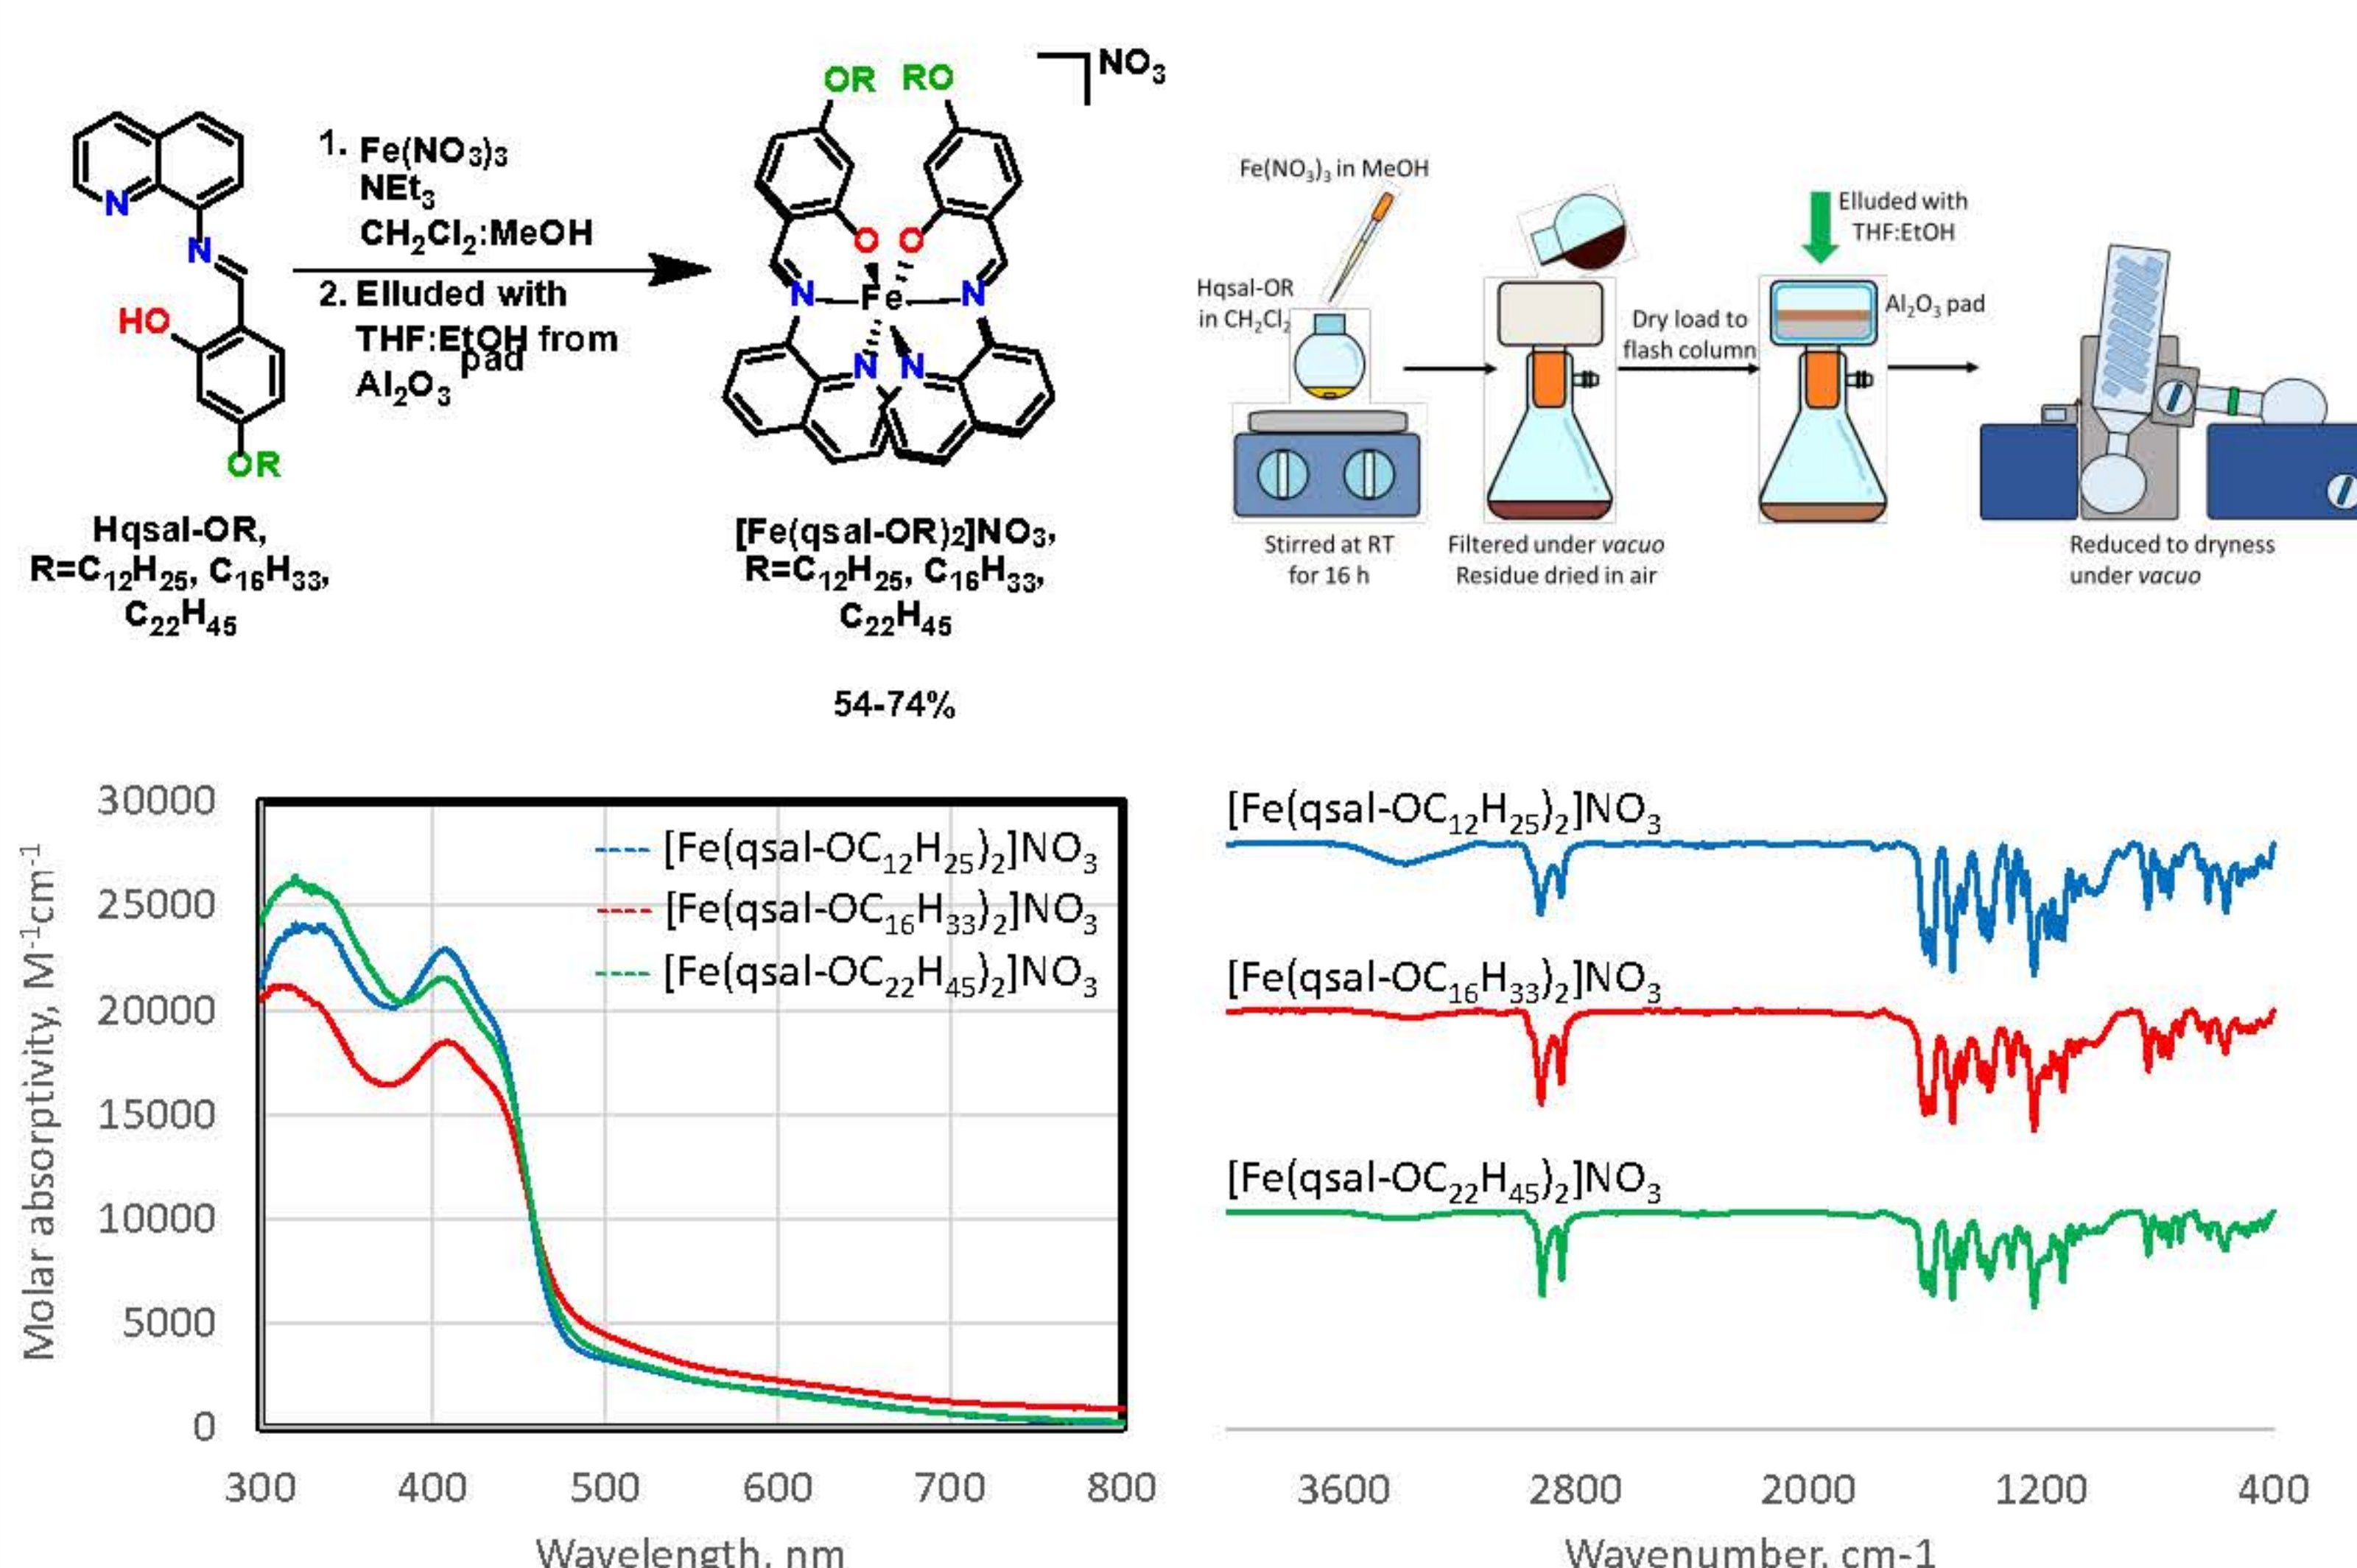 N
N
HO
OR
Hqsal-OR,
R=C₁₂H₂₅, C₁₆H₃₃,
C₂₂H₄₅
1. Fe(NO₃)₃
NEt₃
CH₂Cl₂:MeOH
2. Elluded with
THF:EtOH from
pad
Al₂O₃
OR RO
NO₃
O O
N Fe N
N N
[Fe(qsal-OR)₂]NO₃,
R=C₁₂H₂₅, C₁₆H₃₃,
C₂₂H₄₅
54-74%
Fe(NO₃)₃ in MeOH
Hqsal-OR
in CH₂Cl₂
Stirred at RT
for 16 h
Filtered under vacuo
Residue dried in air
Dry load to
flash column
Elluded with
THF:EtOH
Al₂O₃ pad
Reduced to dryness
under vacuo
Molar absorptivity, M⁻¹cm⁻¹
30000
25000
20000
15000
10000
5000
0
[Fe(qsal-OC₁₂H₂₅)₂]NO₃
[Fe(qsal-OC₁₆H₃₃)₂]NO₃
[Fe(qsal-OC₂₂H₄₅)₂]NO₃
300 400 500 600 700 800
Wavelength, nm
[Fe(qsal-OC₁₂H₂₅)₂]NO₃
[Fe(qsal-OC₁₆H₃₃)₂]NO₃
[Fe(qsal-OC₂₂H₄₅)₂]NO₃
3600 2800 2000 1200 400
Wavenumber, cm-1